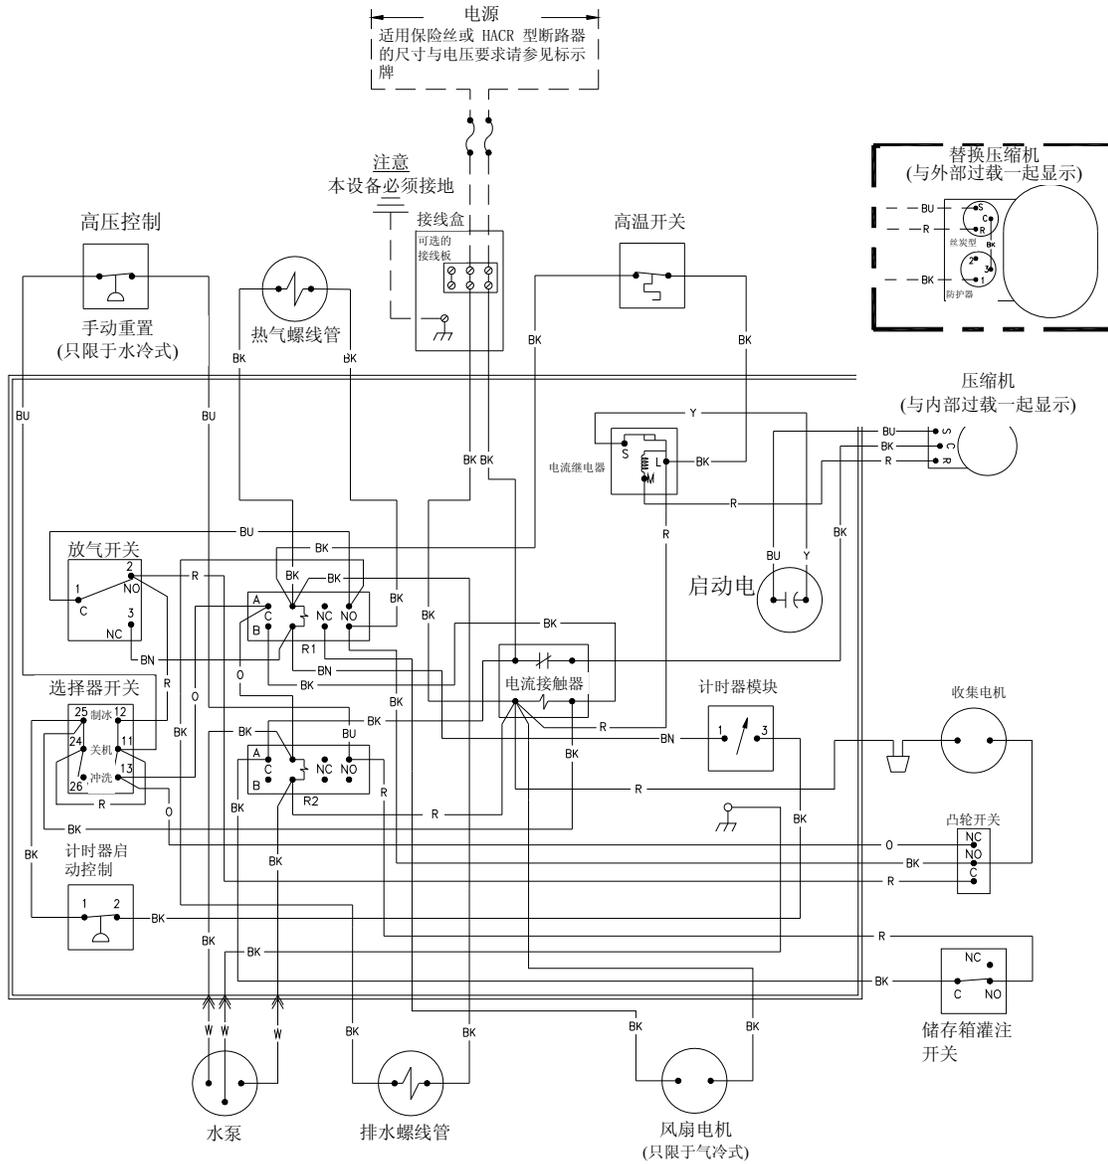 电源
适用保险丝或 HACR 型断路器
的尺寸与电压要求请参见标示
牌
注意
本设备必须接地
接线盒
可选的
接线板
高压控制
手动重置
(只限于水冷式)
热气螺线管
高温开关
替换压缩机
(与外部过载一起显示)
BU
S
C
R
R
丝炭型
BK
2
3
BK
1
防护器
BK
BK
BK
BK
压缩机
(与内部过载一起显示)
BU
BU
Y
BU
S
BK
C
R
R
S
L
M
电流继电器
BK
BK
BK
R
BU
R
BK
放气开关
BK
BU
Y
2
NO
1
C
3
NC
R
BK
BK
启动电
A
C
NC
NO
B
R1
BK
BK
BN
R
O
O
BN
BK
BK
电流接触器
选择器开关
计时器模块
收集电机
25
制冰
12
24
关机
11
26
冲洗
13
R
O
BK
BK
BK
BU
R
BN
1
3
BK
A
C
NC
NO
B
R2
BK
R
R
R
BK
凸轮开关
NC
NO
C
O
BK
R
BK
BK
计时器启
动控制
1
2
BK
BK
R
BK
BK
BK
NC
C
NO
储存箱灌注
开关
W
W
W
BK
BK
BK
BK
水泵
排水螺线管
风扇电机
(只限于气冷式)